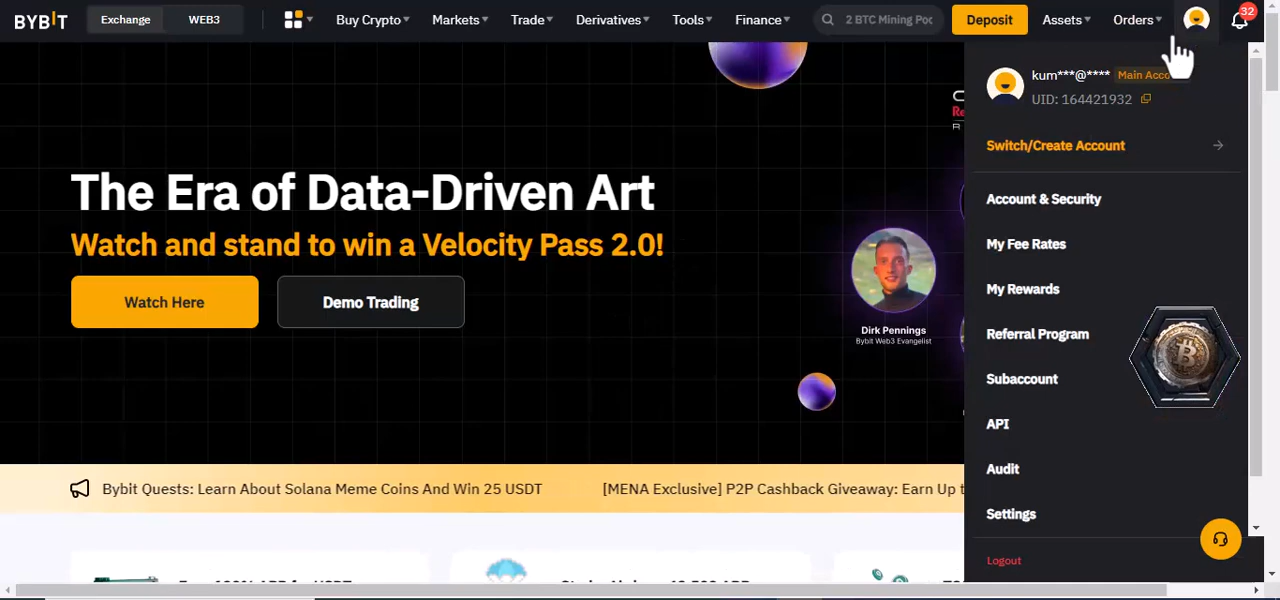 BYBIT
Exchange
WEB3
Buy Crypto
Markets
Trade
Derivatives
Tools
Finance
2 BTC Mining Poo
Deposit
Assets
Orders
32
kum***@**** Main Acco
UID: 164421932
Switch/Create Account
Account & Security
My Fee Rates
My Rewards
Referral Program
Subaccount
API
Audit
Settings
Logout
The Era of Data-Driven Art
Watch and stand to win a Velocity Pass 2.0!
Watch Here
Demo Trading
Dirk Pennings
Bybit Web3 Evangelist
Bybit Quests: Learn About Solana Meme Coins And Win 25 USDT
[MENA Exclusive] P2P Cashback Giveaway: Earn Up t